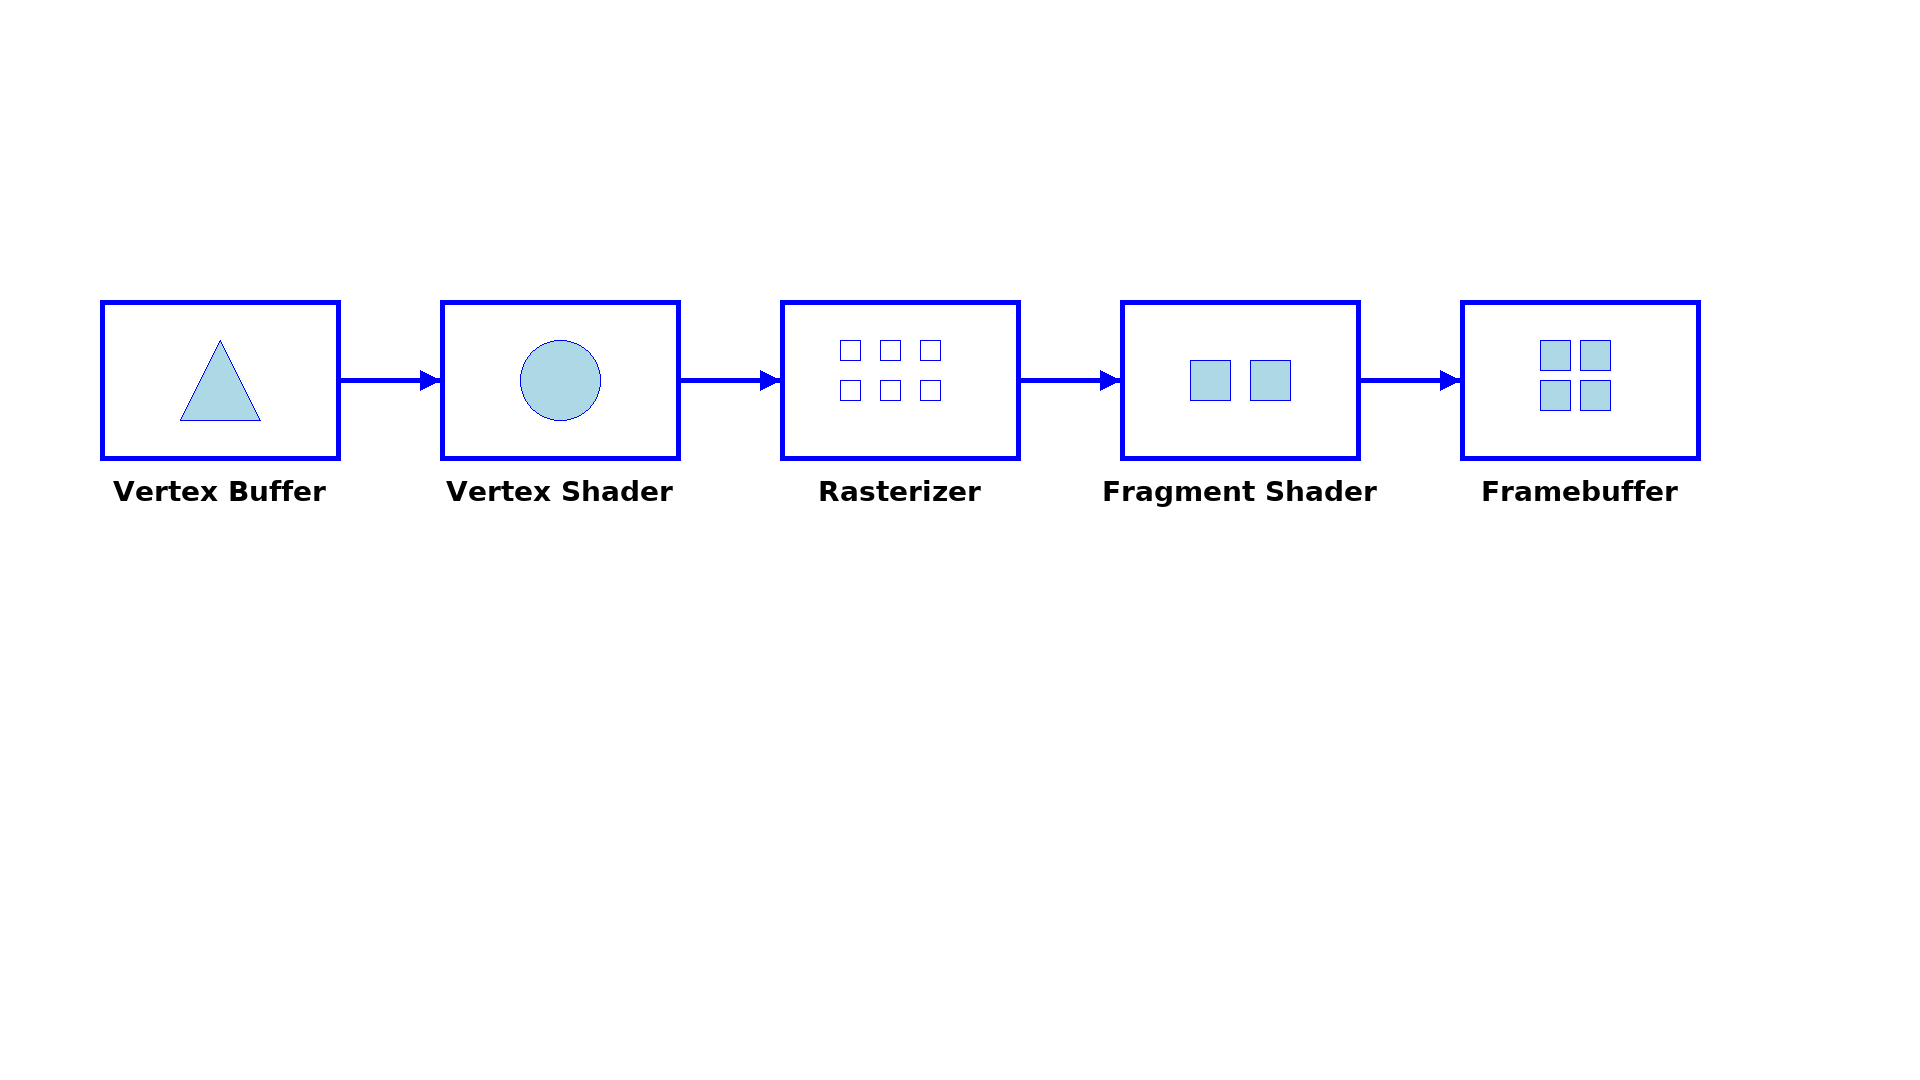 Vertex Buffer
Vertex Shader
Rasterizer
Fragment Shader
Framebuffer